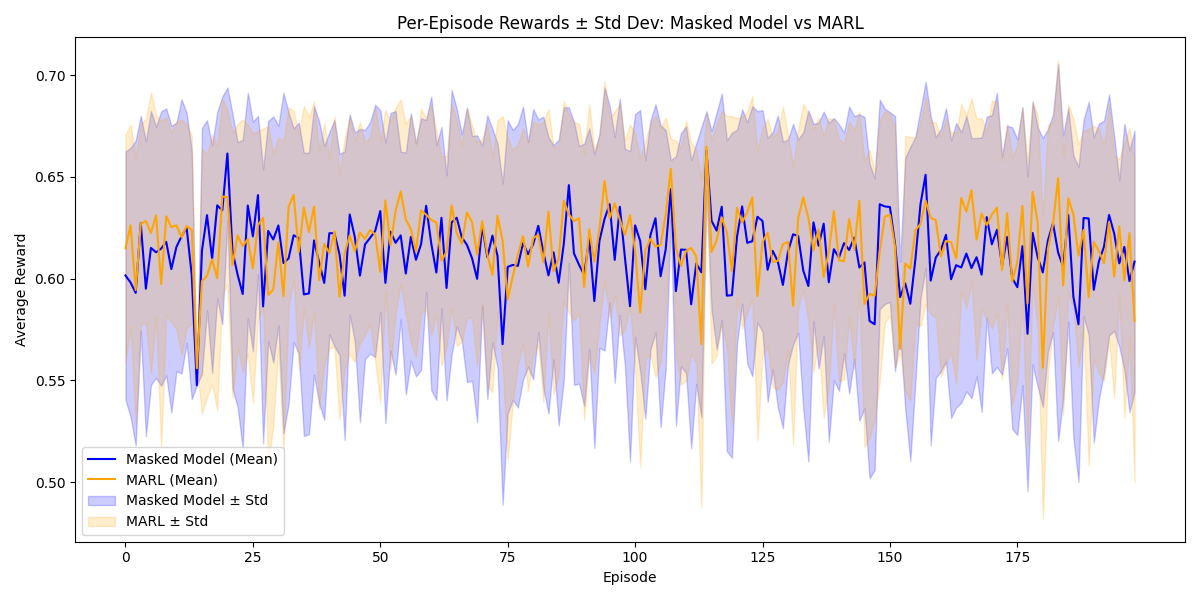 Per-Episode Rewards ± Std Dev: Masked Model vs MARL
Average Reward
0.70
0.65
0.60
0.55
0.50
Masked Model (Mean)
MARL (Mean)
Masked Model ± Std
MARL ± Std
0 25 50 75 100 125 150 175
Episode